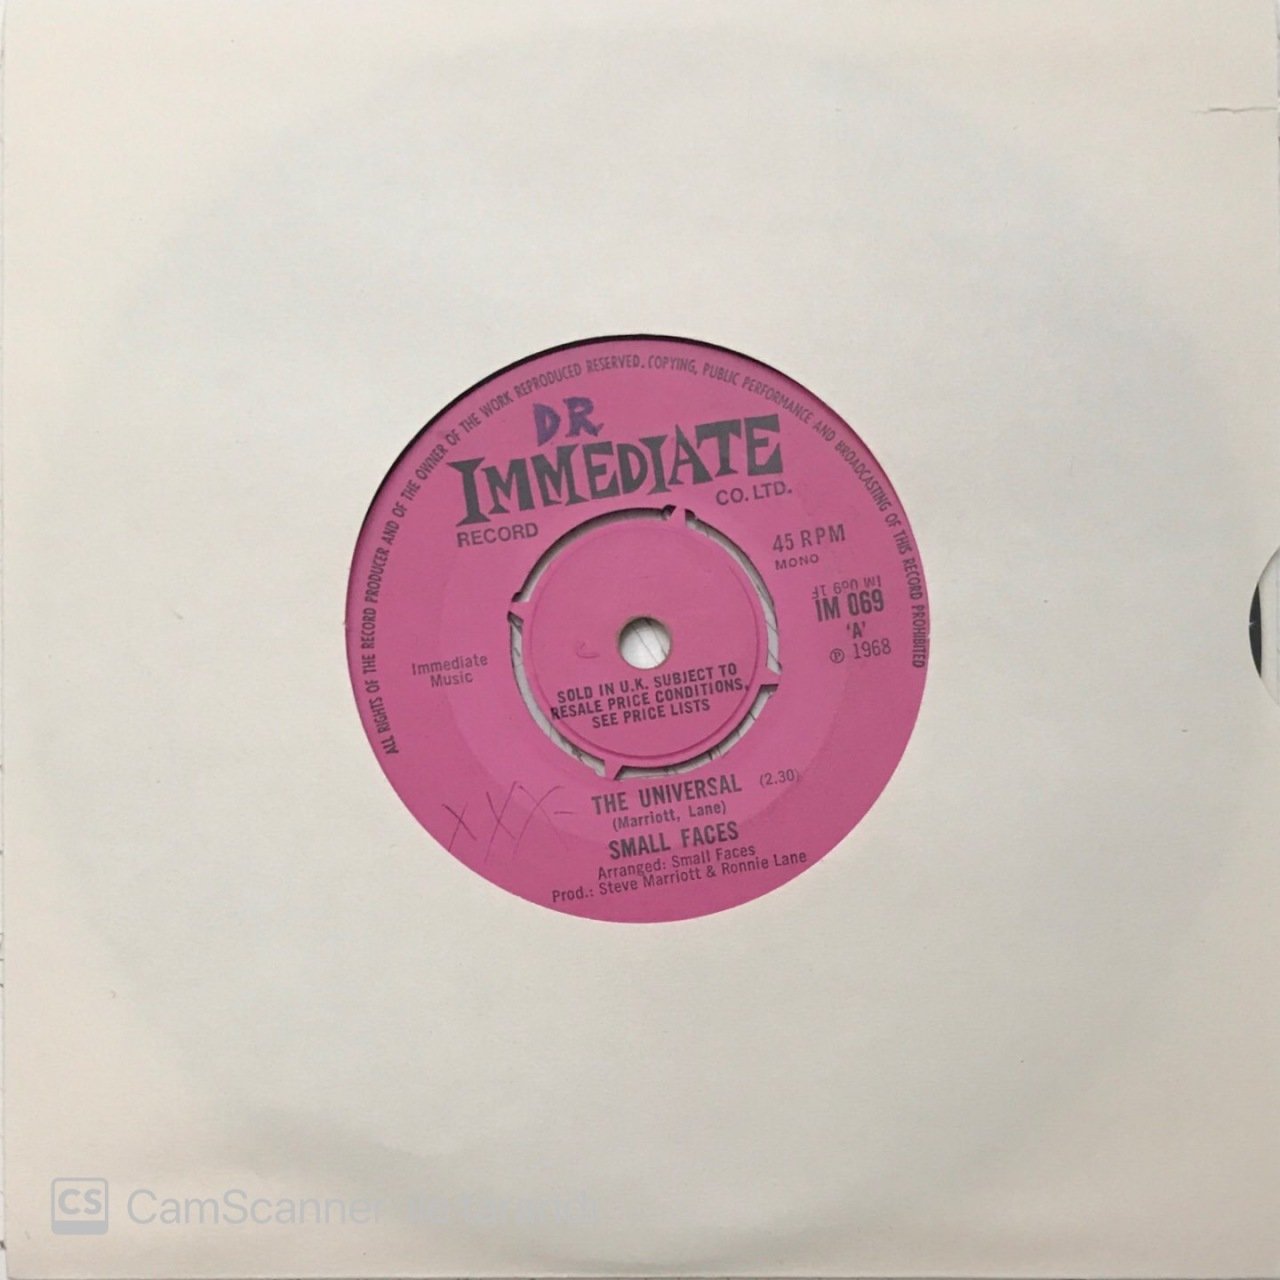 ALL RIGHTS OF THE RECORD PRODUCER AND OF THE OWNER OF THE WORK REPRODUCED RESERVED. COPYING, PUBLIC PERFORMANCE AND BROADCASTING OF THIS RECORD PROHIBITED
DR
IMMEDIATE
RECORD CO. LTD.
45 RPM
MONO
IM 069 1F
IM 069
'A'
℗ 1968
Immediate
Music
SOLD IN U.K. SUBJECT TO
RESALE PRICE CONDITIONS,
SEE PRICE LISTS
XXX
THE UNIVERSAL (2.30)
(Marriott, Lane)
SMALL FACES
Arranged: Small Faces
Prod.: Steve Marriott & Ronnie Lane
CS CamScanner